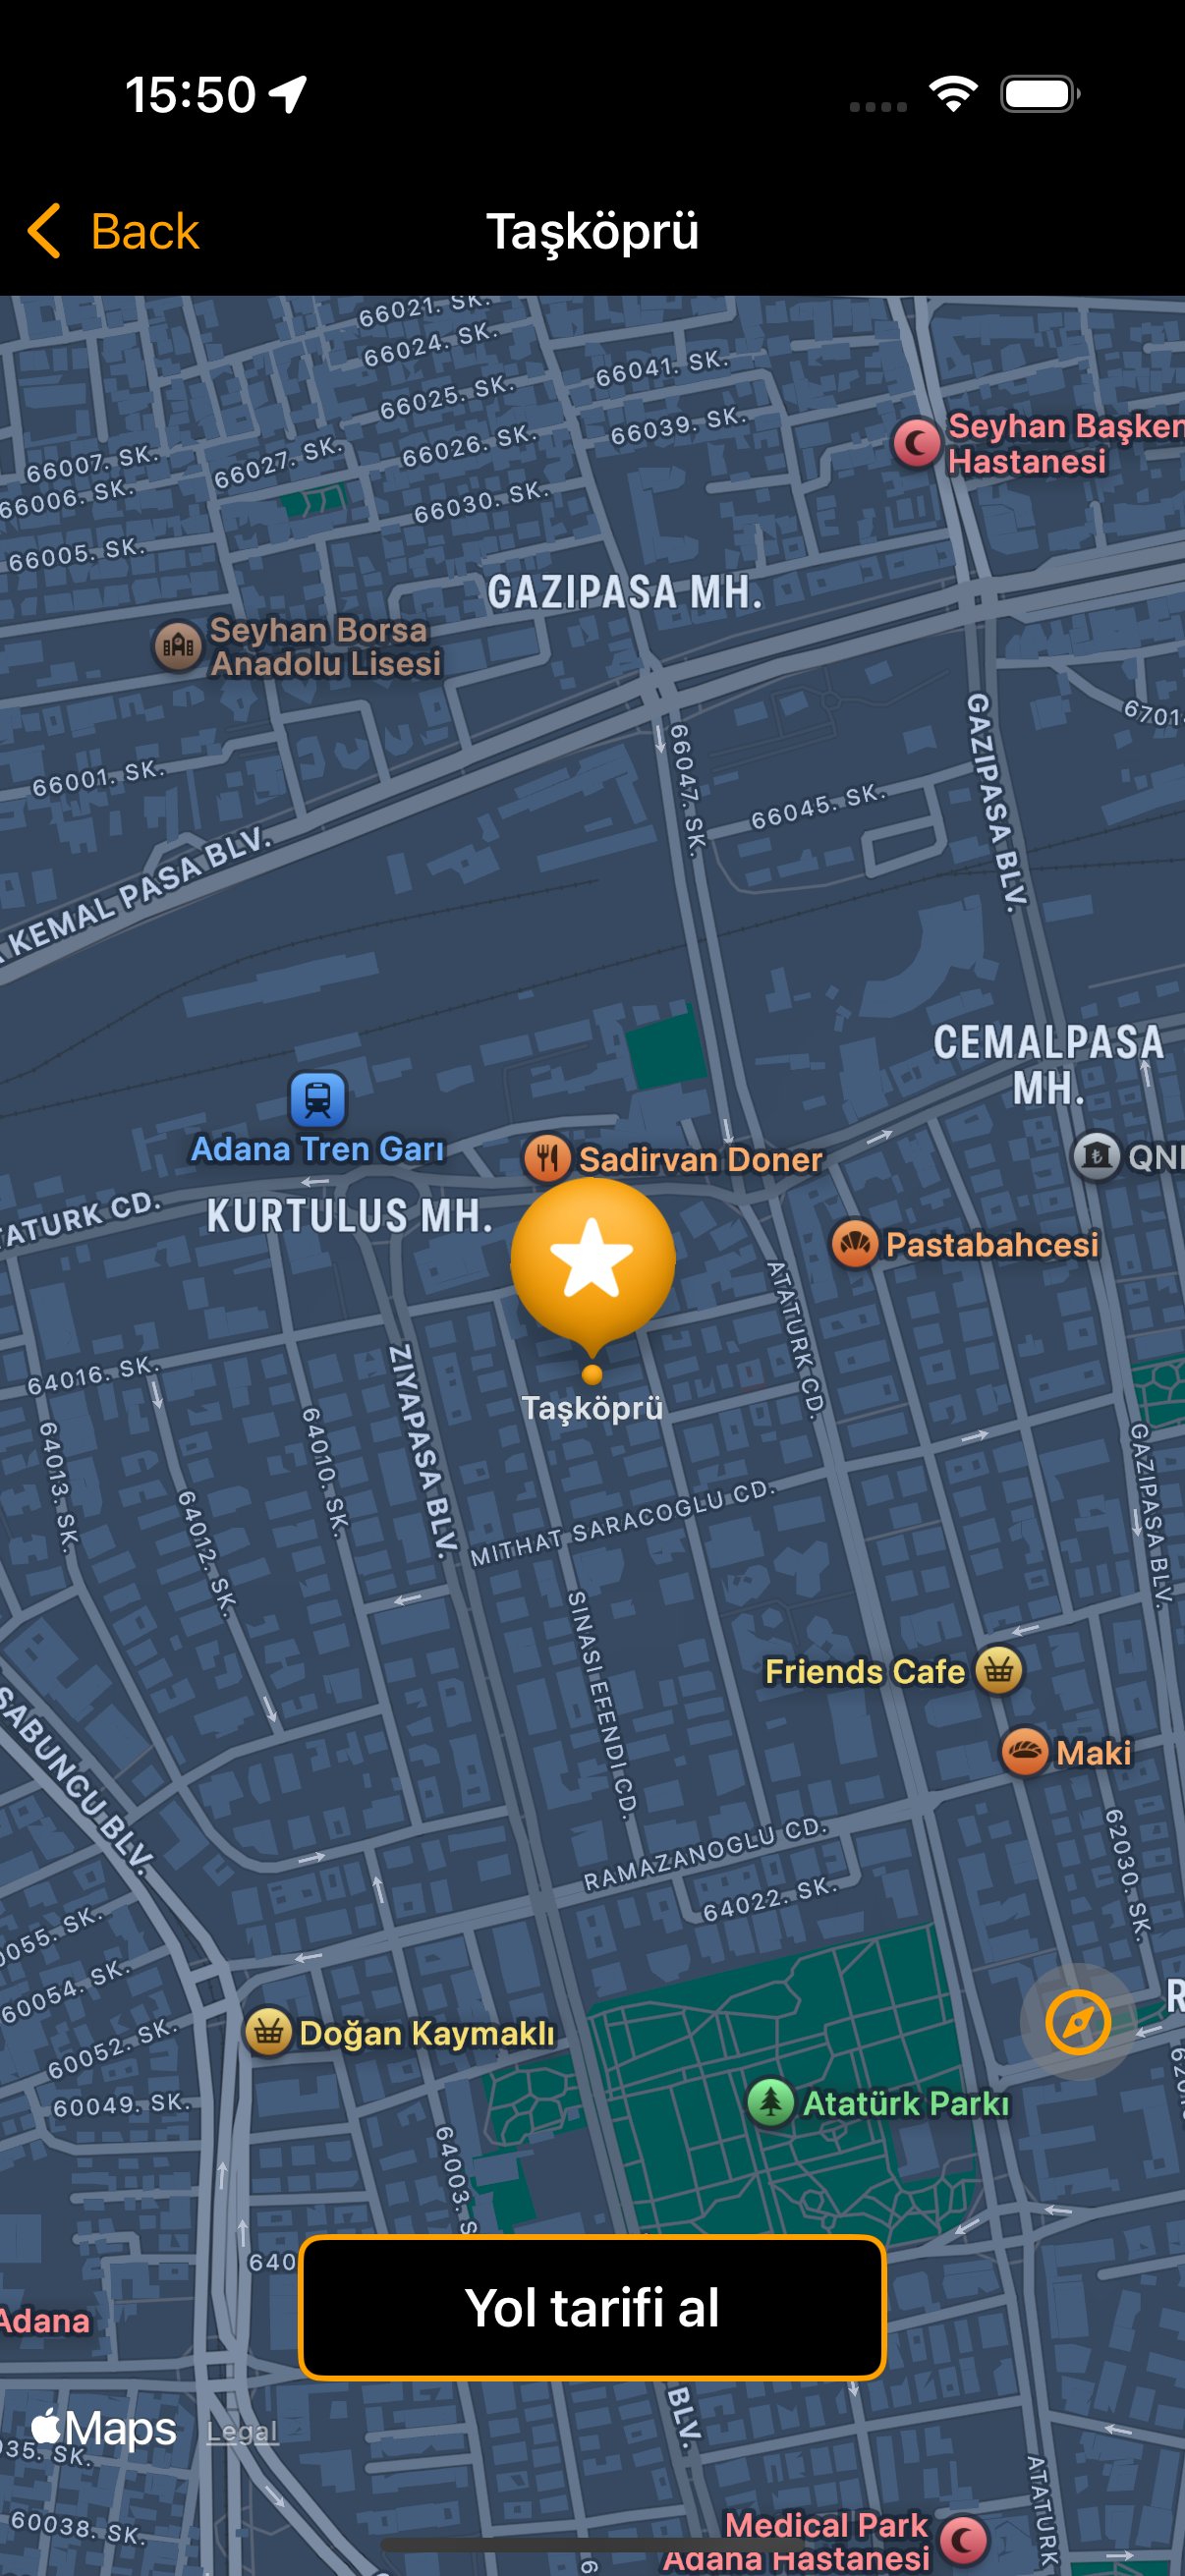 15:50
Back
Taşköprü
66021. SK.
66024. SK.
66025. SK.
66041. SK.
66039. SK.
66026. SK.
66027. SK.
66007. SK.
66006. SK.
66030. SK.
66005. SK.
Seyhan Başken
Hastanesi
GAZIPASA MH.
Seyhan Borsa
Anadolu Lisesi
66001. SK.
66047. SK.
66045. SK.
GAZIPASA BLV.
6701
KEMAL PASA BLV.
CEMALPASA
MH.
Adana Tren Garı
Sadirvan Doner
QN
TATURK CD.
KURTULUS MH.
Pastabahcesi
ATATURK CD.
64016. SK.
Taşköprü
ZIYAPASA BLV.
64013. SK.
64010. SK.
64012. SK.
GAZIPASA BLV.
MITHAT SARACOGLU CD.
SINASI EFENDI CD.
Friends Cafe
Maki
SABUNCU BLV.
RAMAZANOGLU CD.
62030. SK.
64022. SK.
0055. SK.
60054. SK.
60052. SK.
R
Doğan Kaymaklı
60049. SK.
Atatürk Parkı
64003. S
620
640
Yol tarifi al
Adana
Maps
Legal
BLV.
035. SK.
60038. SK.
ATATURK
Medical Park
Adana Hastanesi
6